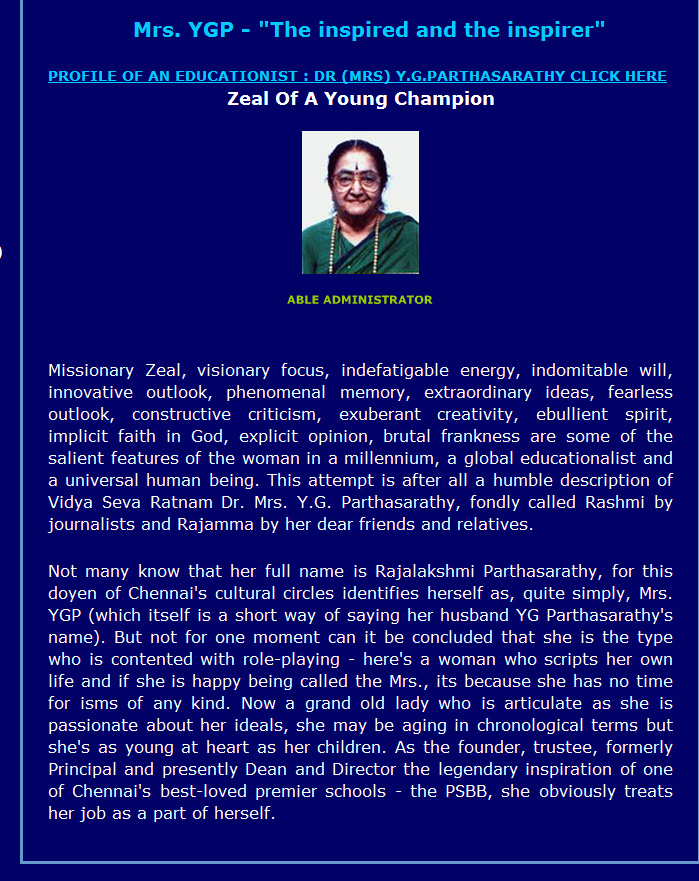 Mrs. YGP - "The inspired and the inspirer"
PROFILE OF AN EDUCATIONIST : DR (MRS) Y.G.PARTHASARATHY CLICK HERE
Zeal Of A Young Champion
ABLE ADMINISTRATOR
Missionary Zeal, visionary focus, indefatigable energy, indomitable will,
innovative outlook, phenomenal memory, extraordinary ideas, fearless
outlook, constructive criticism, exuberant creativity, ebullient spirit,
implicit faith in God, explicit opinion, brutal frankness are some of the
salient features of the woman in a millennium, a global educationalist and
a universal human being. This attempt is after all a humble description of
Vidya Seva Ratnam Dr. Mrs. Y.G. Parthasarathy, fondly called Rashmi by
journalists and Rajamma by her dear friends and relatives.
Not many know that her full name is Rajalakshmi Parthasarathy, for this
doyen of Chennai's cultural circles identifies herself as, quite simply, Mrs.
YGP (which itself is a short way of saying her husband YG Parthasarathy's
name). But not for one moment can it be concluded that she is the type
who is contented with role-playing - here's a woman who scripts her own
life and if she is happy being called the Mrs., its because she has no time
for isms of any kind. Now a grand old lady who is articulate as she is
passionate about her ideals, she may be aging in chronological terms but
she's as young at heart as her children. As the founder, trustee, formerly
Principal and presently Dean and Director the legendary inspiration of one
of Chennai's best-loved premier schools - the PSBB, she obviously treats
her job as a part of herself.